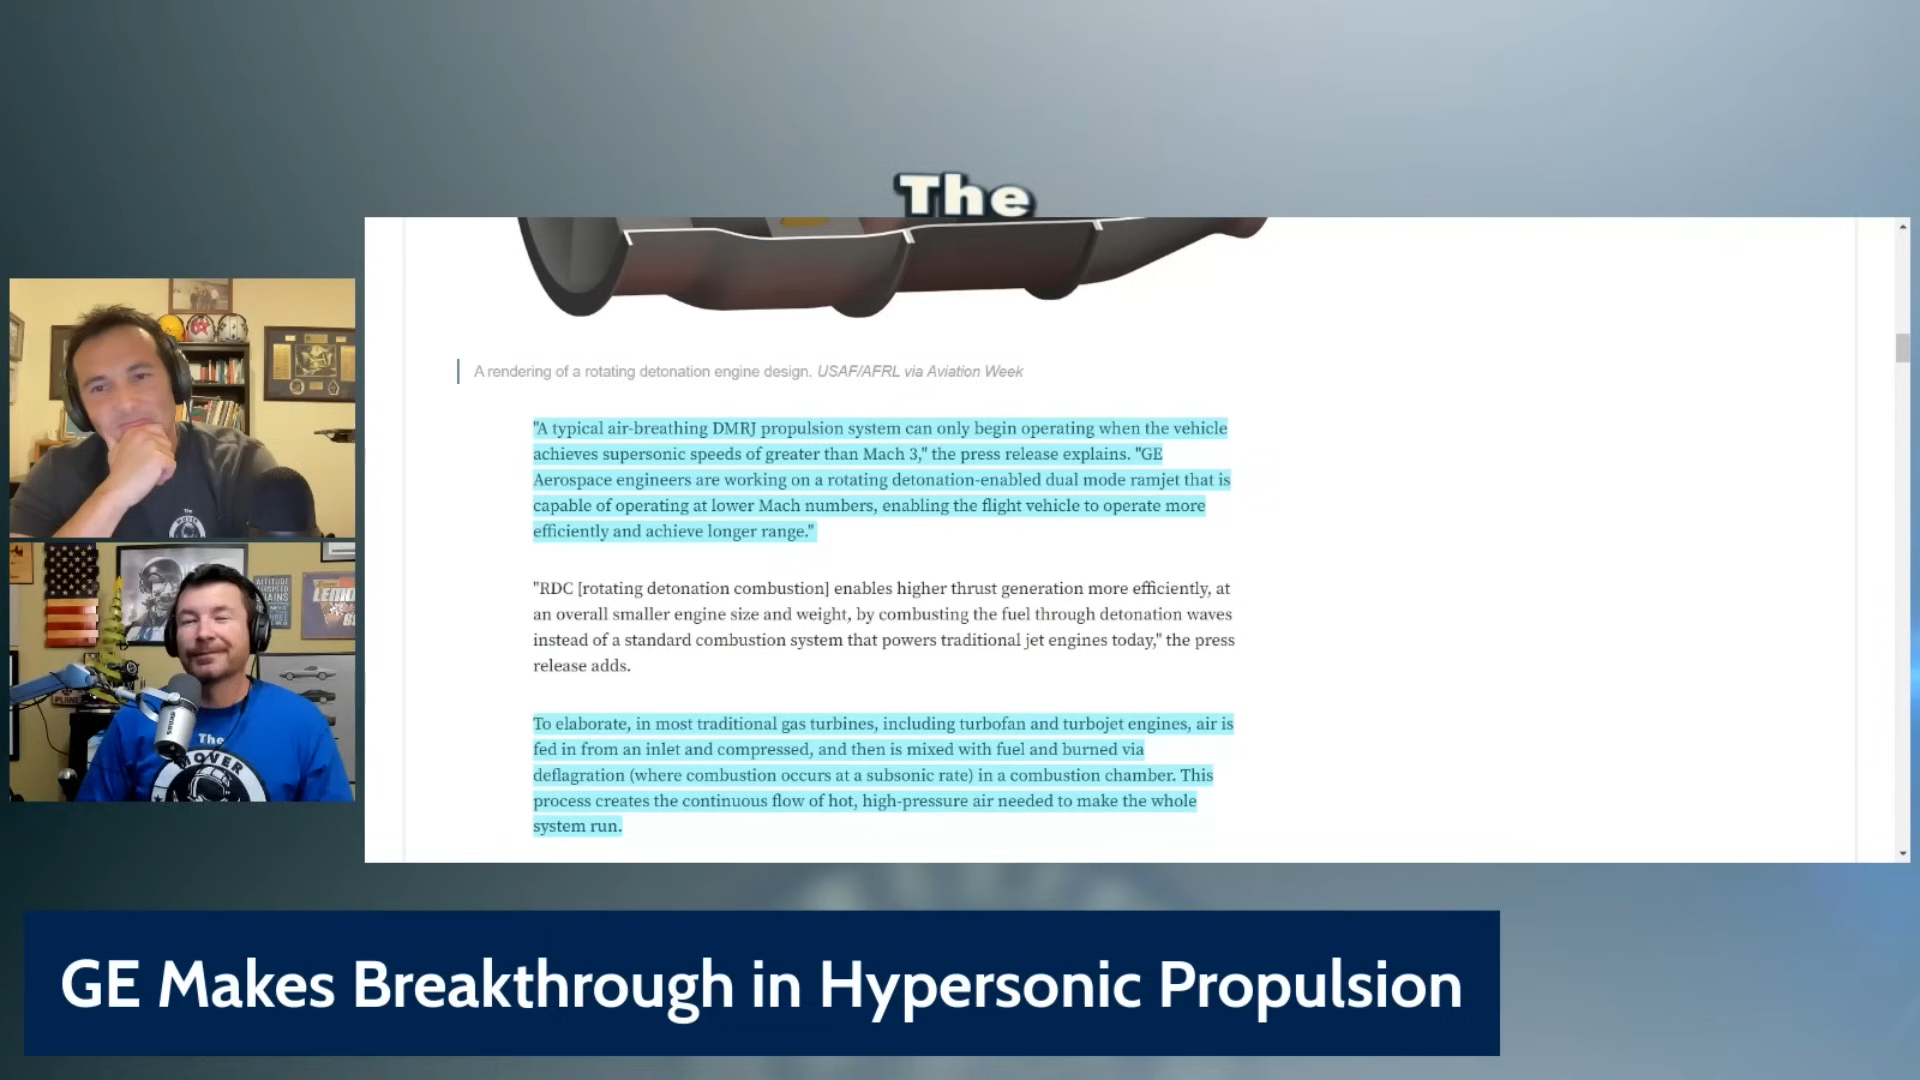 The
A rendering of a rotating detonation engine design. USAF/AFRL via Aviation Week
"A typical air-breathing DMRJ propulsion system can only begin operating when the vehicle
achieves supersonic speeds of greater than Mach 3," the press release explains. "GE
Aerospace engineers are working on a rotating detonation-enabled dual mode ramjet that is
capable of operating at lower Mach numbers, enabling the flight vehicle to operate more
efficiently and achieve longer range."
"RDC [rotating detonation combustion] enables higher thrust generation more efficiently, at
an overall smaller engine size and weight, by combusting the fuel through detonation waves
instead of a standard combustion system that powers traditional jet engines today," the press
release adds.
To elaborate, in most traditional gas turbines, including turbofan and turbojet engines, air is
fed in from an inlet and compressed, and then is mixed with fuel and burned via
deflagration (where combustion occurs at a subsonic rate) in a combustion chamber. This
process creates the continuous flow of hot, high-pressure air needed to make the whole
system run.
The
MOVER
ALTITUDE
AIRSPEED
LEMO
The
MOVER
GE Makes Breakthrough in Hypersonic Propulsion